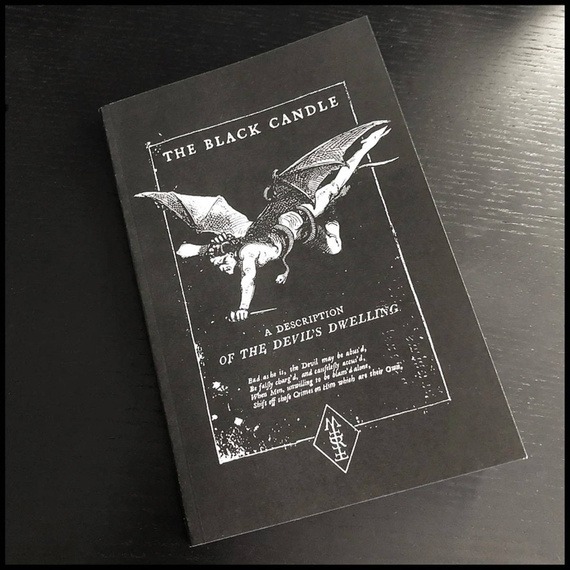 THE BLACK CANDLE
A DESCRIPTION
OF THE DEVIL'S DWELLING
Bad as he is, the Devil may be abus'd,
Be falsly charg'd, and causelesly accus'd,
When Men, unwilling to be blam'd alone,
Shift off those Crimes on Him which are their Own,